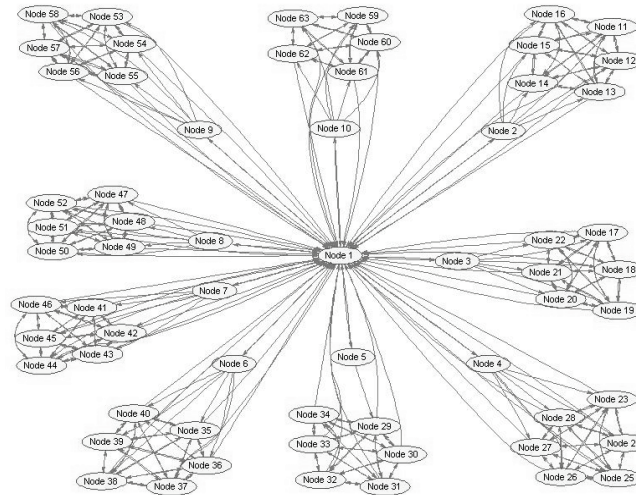 Node 58
Node 53
Node 57
Node 54
Node 56
Node 55
Node 9
Node 63
Node 59
Node 62
Node 60
Node 61
Node 10
Node 16
Node 11
Node 15
Node 12
Node 14
Node 13
Node 2
Node 52
Node 47
Node 51
Node 48
Node 50
Node 49
Node 8
Node 1
Node 3
Node 22
Node 17
Node 21
Node 18
Node 20
Node 19
Node 46
Node 41
Node 45
Node 42
Node 44
Node 43
Node 7
Node 6
Node 40
Node 35
Node 39
Node 36
Node 38
Node 37
Node 5
Node 34
Node 29
Node 33
Node 30
Node 32
Node 31
Node 4
Node 23
Node 28
Node 27
Node 2
Node 26
Node 25